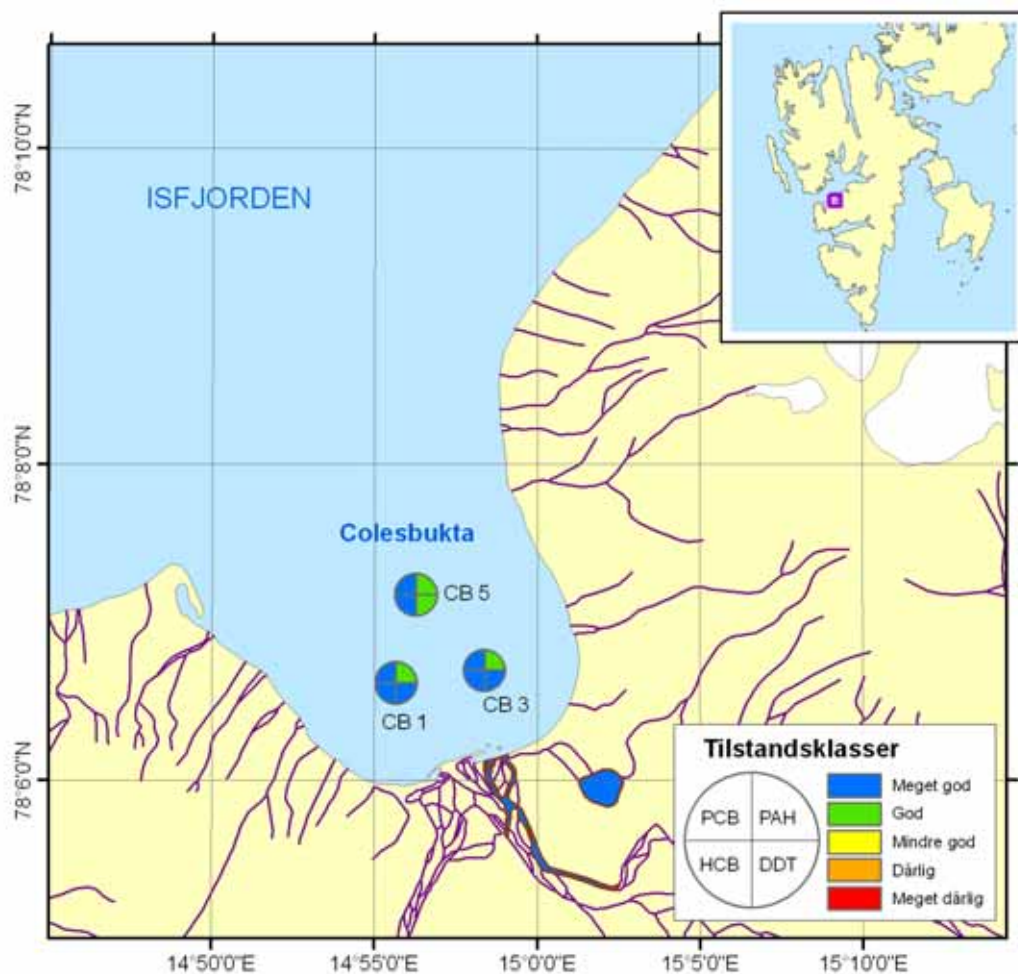 78°10'0"N
ISFJORDEN
78°8'0"N
Colesbukta
CB 5
CB 1
CB 3
78°6'0"N
Tilstandsklasser
PCB
PAH
HCB
DDT
Meget god
God
Mindre god
Dårlig
Meget dårlig
14°50'0"E
14°55'0"E
15°0'0"E
15°5'0"E
15°10'0"E